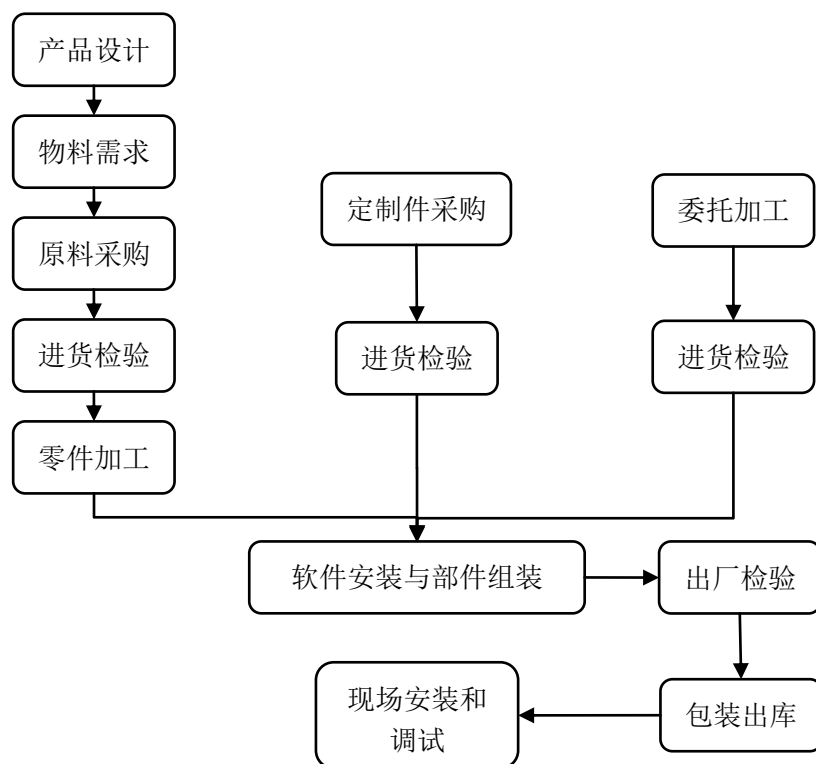 产品设计
物料需求
原料采购
进货检验
零件加工
定制件采购
进货检验
委托加工
进货检验
软件安装与部件组装
出厂检验
包装出库
现场安装和
调试